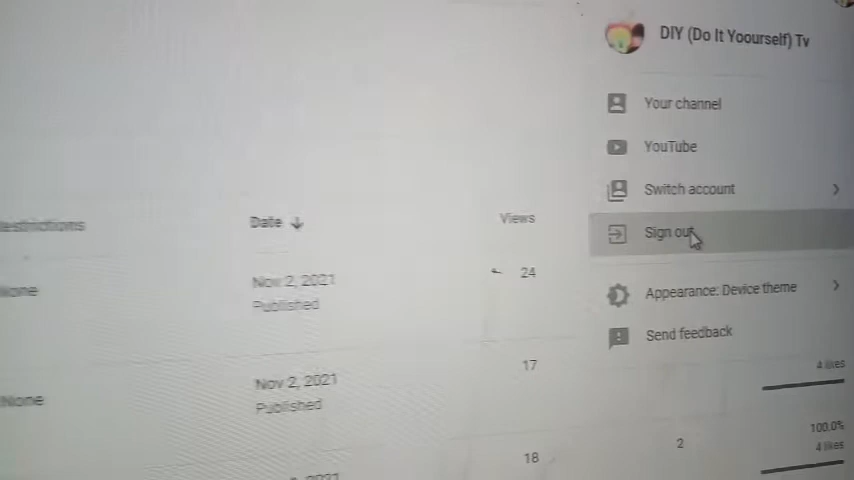 DIY (Do It Yoourself) Tv
Your channel
YouTube
Switch account
Sign out
Appearance: Device theme
Send feedback
Date
Views
None
Nov 2, 2021
Published
24
None
Nov 2, 2021
Published
17
4 likes
18
2
100.0%
4 likes
2021